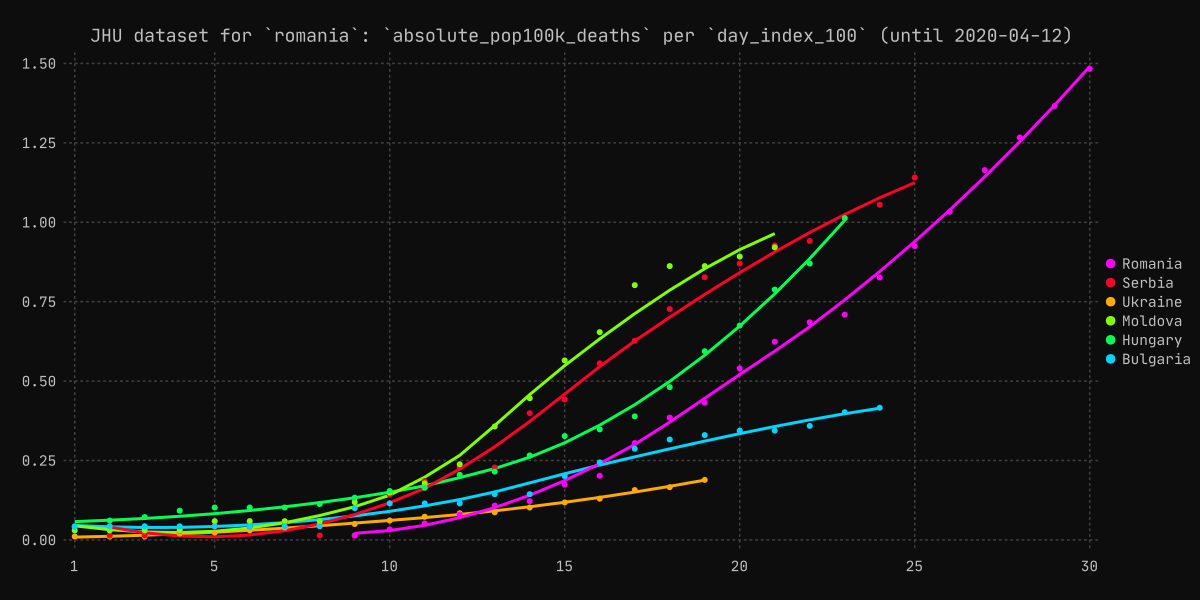 JHU dataset for `romania`: `absolute_pop100k_deaths` per `day_index_100` (until 2020-04-12)
1.50
1.25
1.00
0.75
0.50
0.25
0.00
1 5 10 15 20 25 30
Romania
Serbia
Ukraine
Moldova
Hungary
Bulgaria